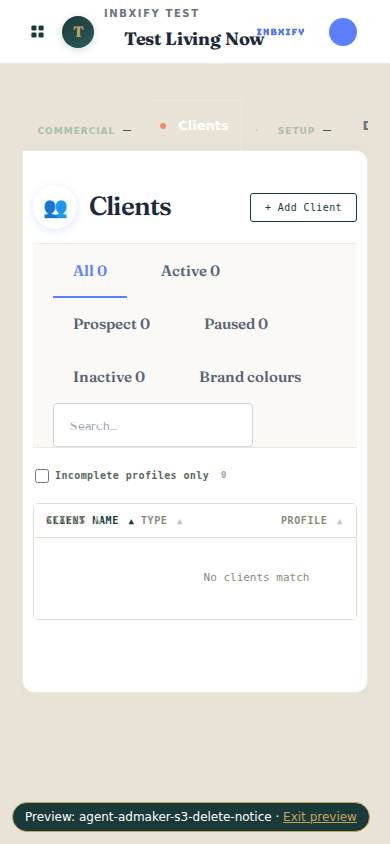 INBXIFY TEST
T
Test Living Now
INBXIFY
COMMERCIAL
Clients
SETUP
👥 Clients
+ Add Client
All 0
Active 0
Prospect 0
Paused 0
Inactive 0
Brand colours
Search…
Incomplete profiles only 0
CLIENT NAME ▲ TYPE ▲ PROFILE ▲
No clients match
Preview: agent-admaker-s3-delete-notice · Exit preview